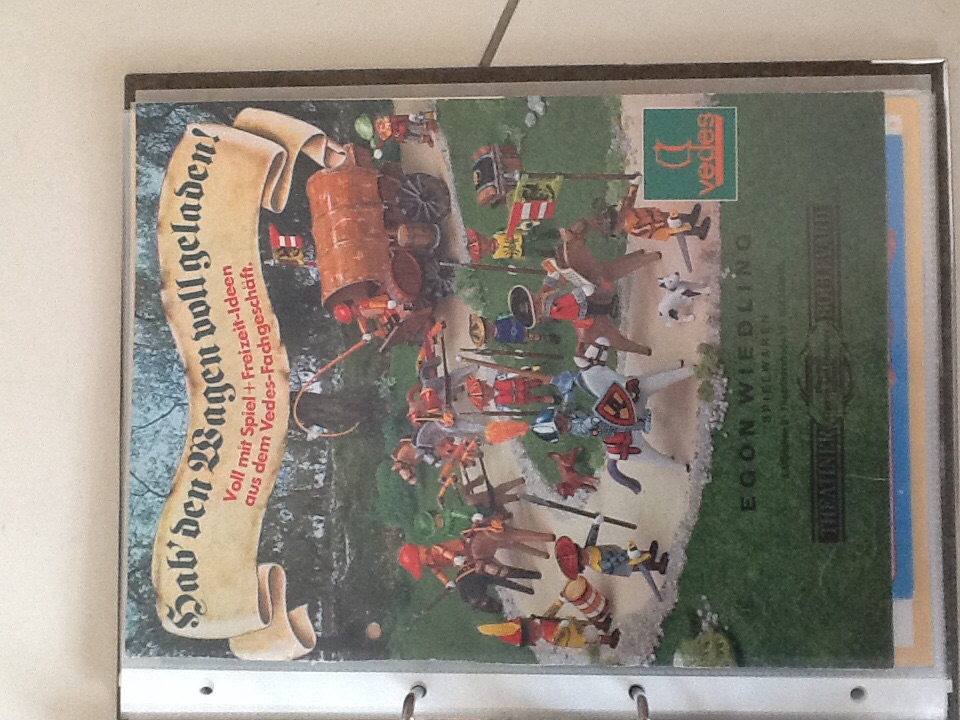 Hab' den Wagen voll geladen!
Voll mit Spiel + Freizeit-Ideen
aus dem Vedes-Fachgeschäft.
vedes
EGON WIEDLING
SPIELWAREN